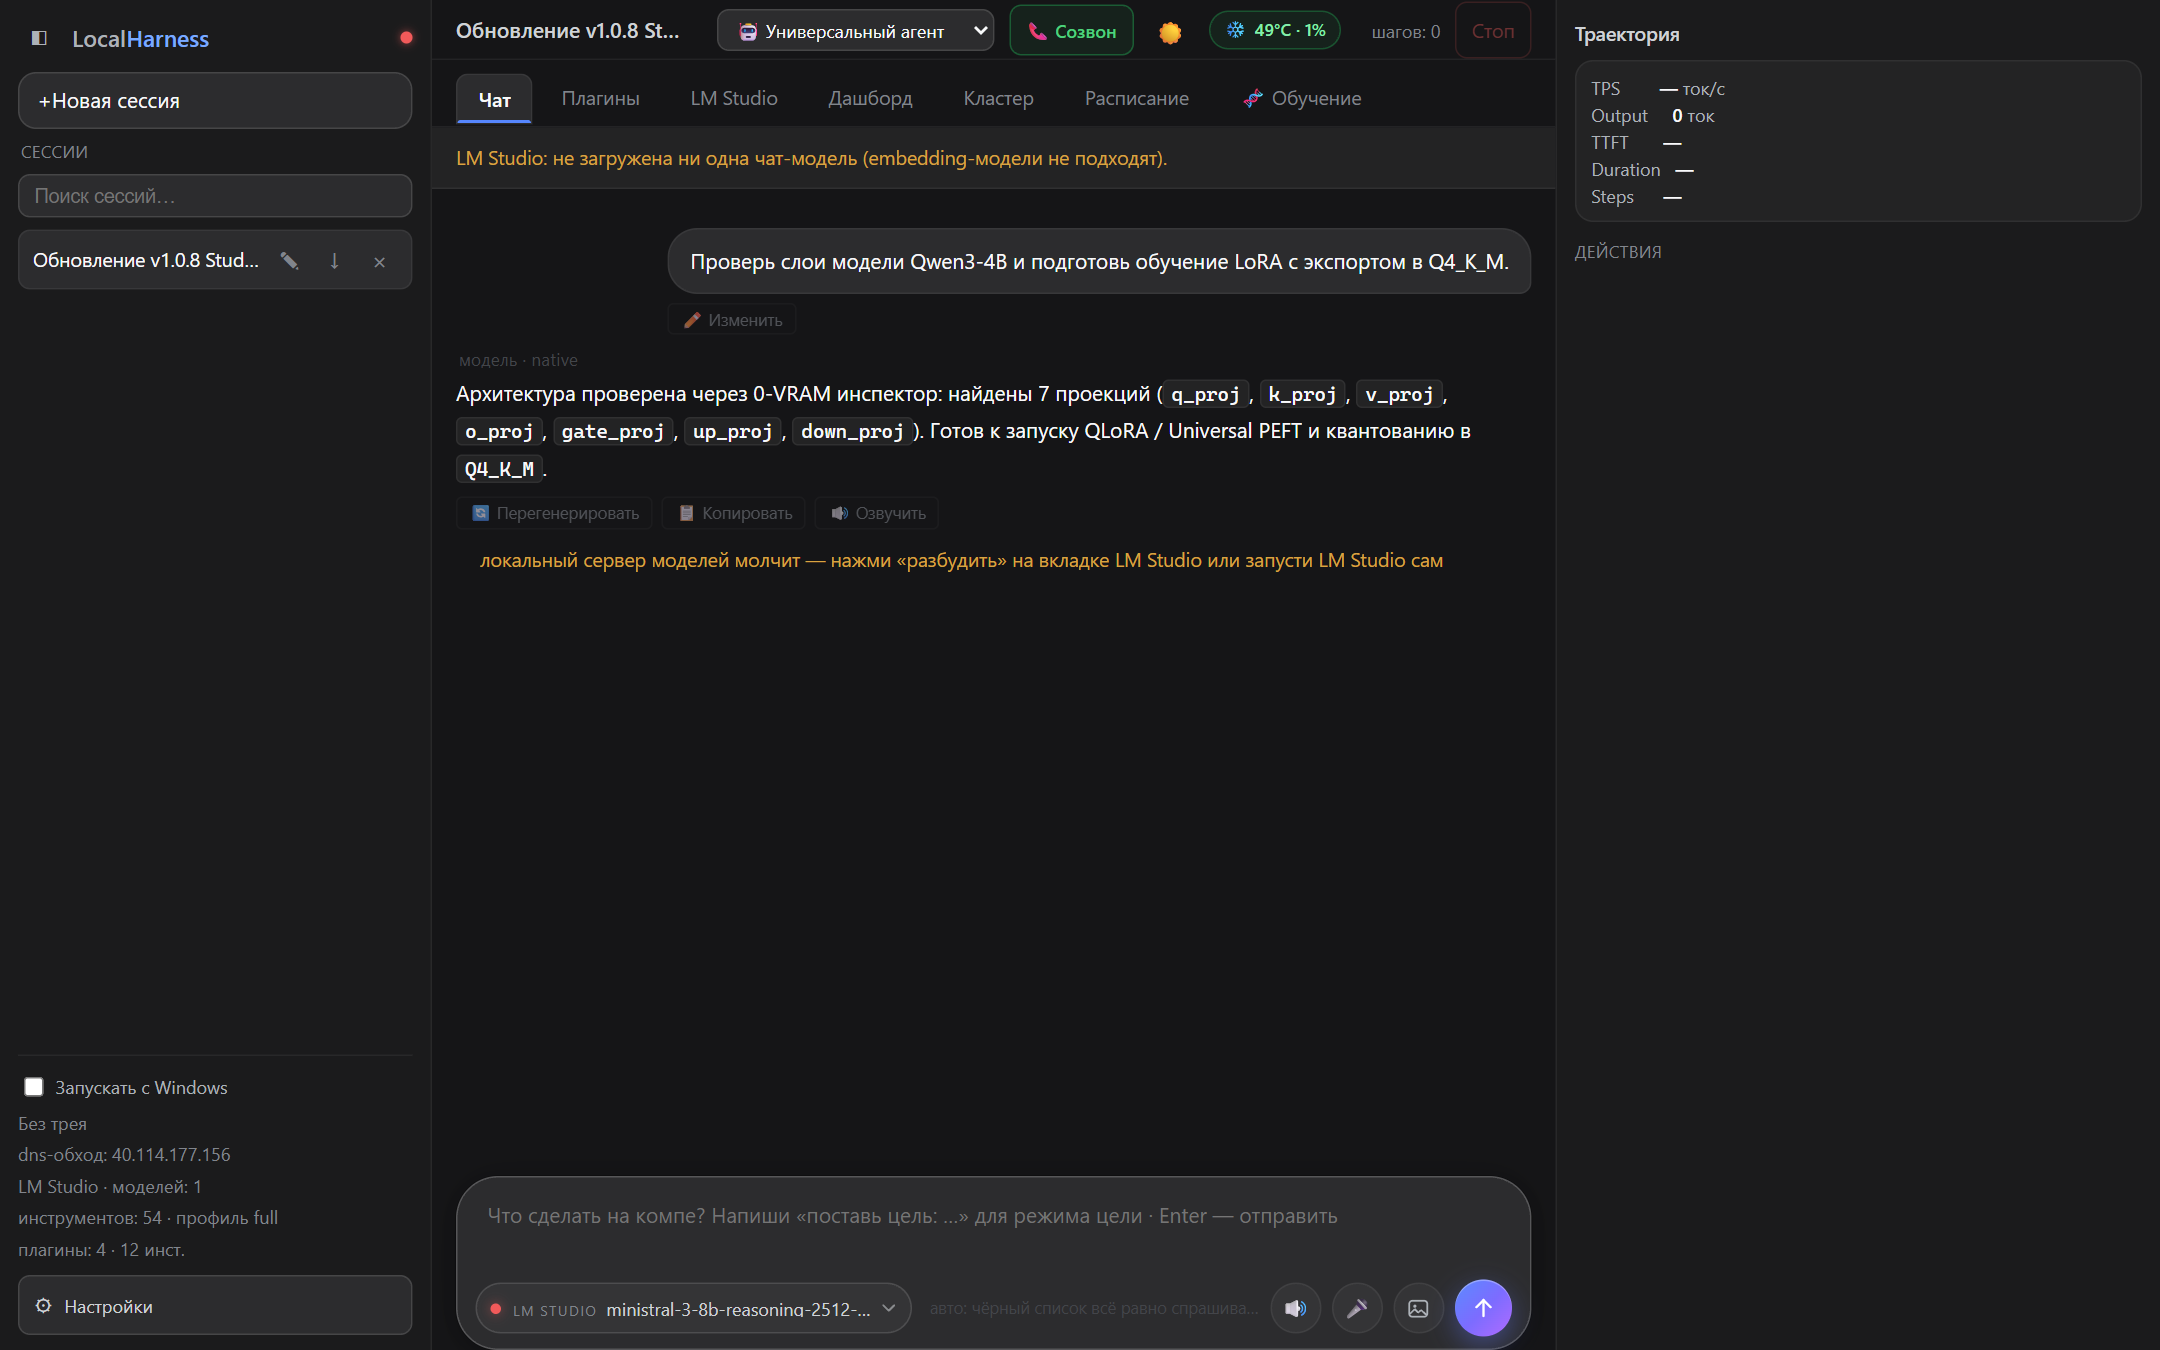 LocalHarness
+Новая сессия
СЕССИИ
Поиск сессий...
Обновление v1.0.8 Stud...
Запускать с Windows
Без трея
dns-обход: 40.114.177.156
LM Studio · моделей: 1
инструментов: 54 · профиль full
плагины: 4 · 12 инст.
Настройки
Обновление v1.0.8 St...
Универсальный агент
Созвон
49°C · 1%
шагов: 0
Стоп
Чат
Плагины
LM Studio
Дашборд
Кластер
Расписание
Обучение
LM Studio: не загружена ни одна чат-модель (embedding-модели не подходят).
Проверь слои модели Qwen3-4B и подготовь обучение LoRA с экспортом в Q4_K_M.
Изменить
модель · native
Архитектура проверена через 0-VRAM инспектор: найдены 7 проекций (q_proj, k_proj, v_proj,
o_proj, gate_proj, up_proj, down_proj). Готов к запуску QLoRA / Universal PEFT и квантованию в
Q4_K_M.
Перегенерировать
Копировать
Озвучить
локальный сервер моделей молчит — нажми «разбудить» на вкладке LM Studio или запусти LM Studio сам
Что сделать на компе? Напиши «поставь цель: ...» для режима цели · Enter — отправить
LM STUDIO ministral-3-8b-reasoning-2512-...
авто: чёрный список всё равно спрашива...
Траектория
TPS — ток/с
Output 0 ток
TTFT —
Duration —
Steps —
ДЕЙСТВИЯ